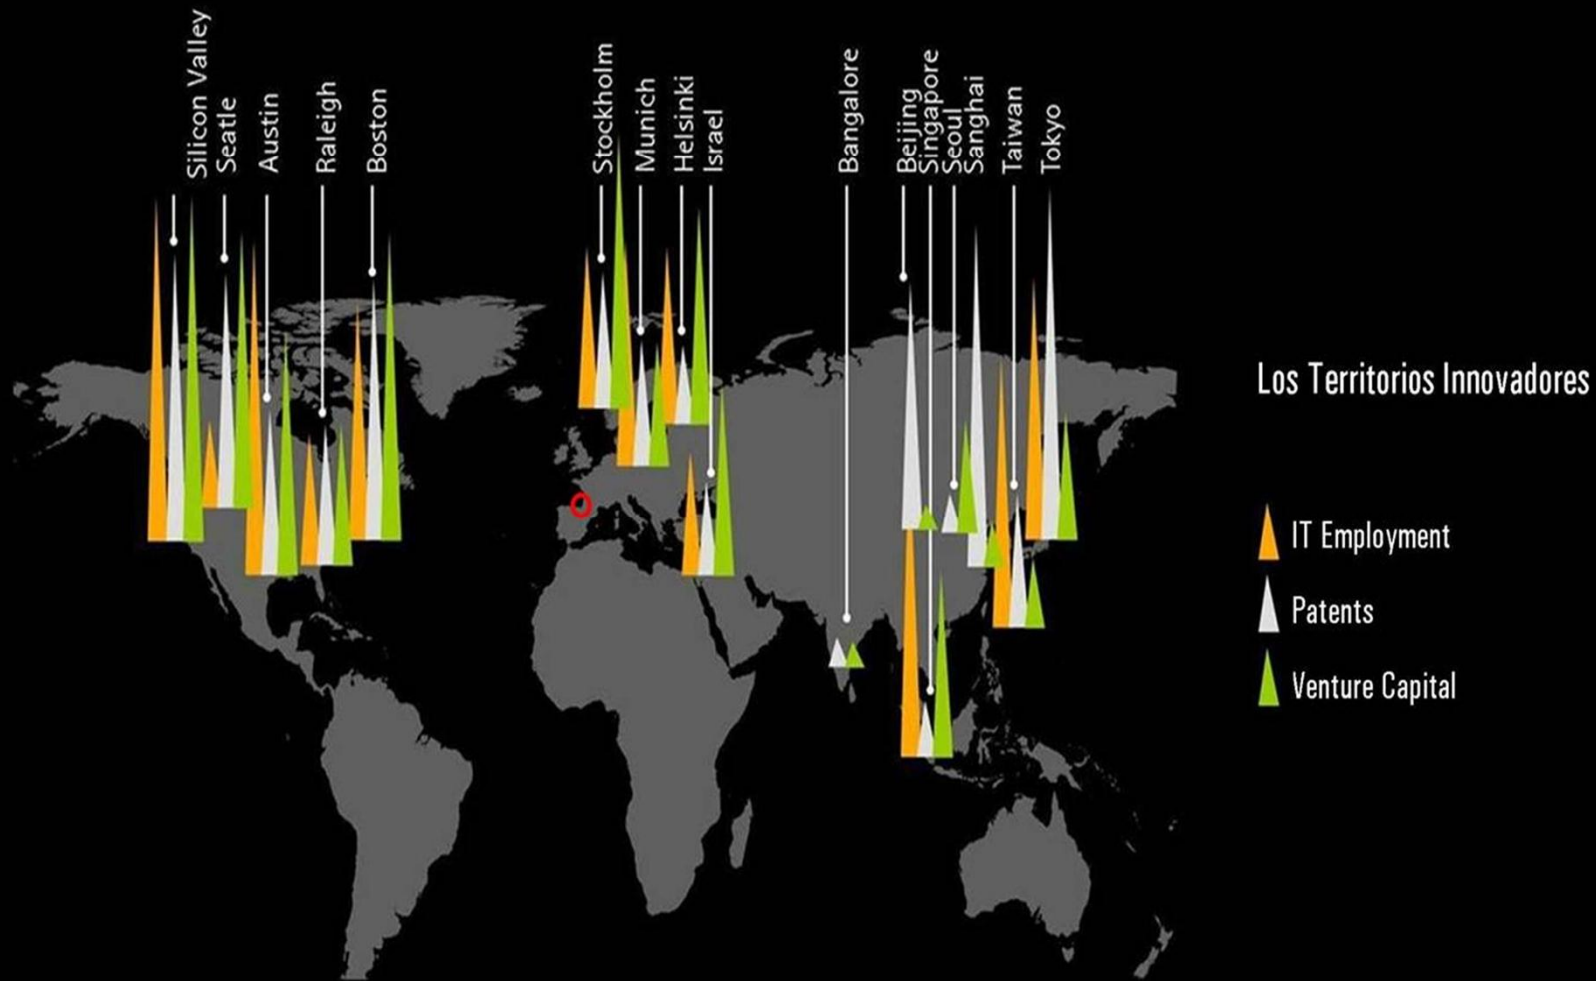 Silicon Valley
Seatle
Austin
Raleigh
Boston
Stockholm
Munich
Helsinki
Israel
Bangalore
Beijing
Singapore
Seoul
Sanghai
Taiwan
Tokyo
Los Territorios Innovadores
IT Employment
Patents
Venture Capital